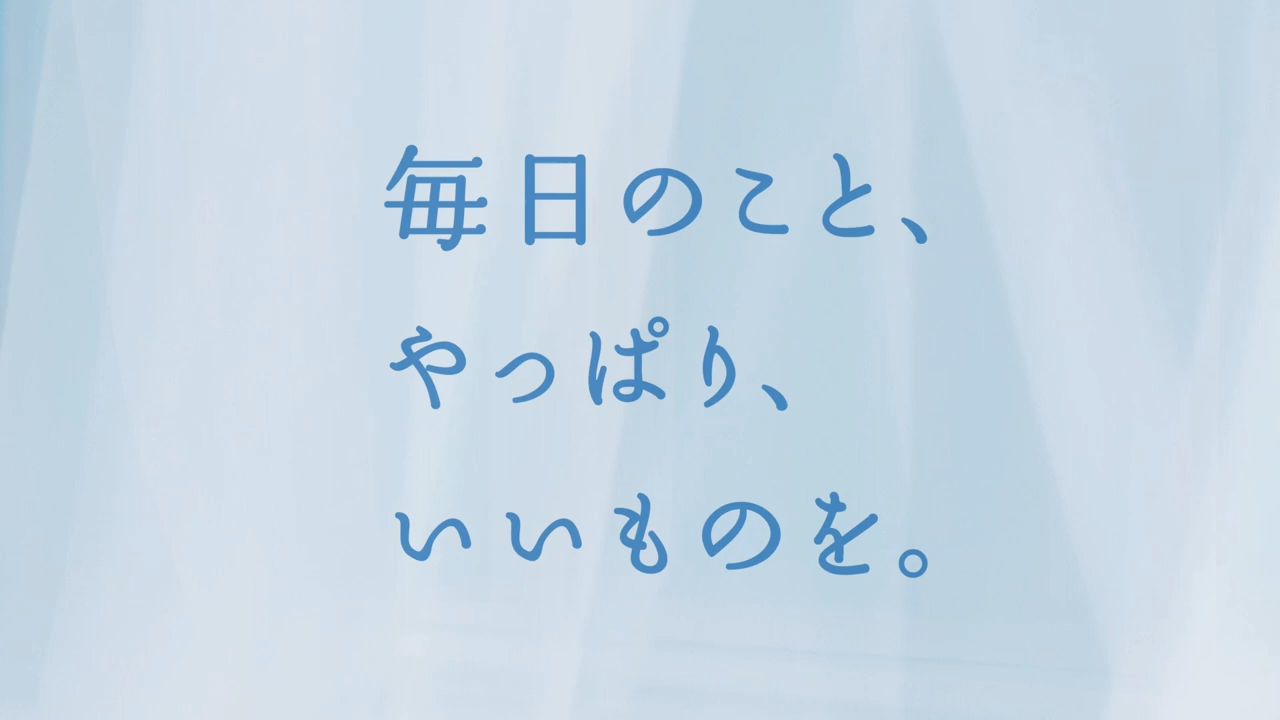 毎日のこと、
やっぱり、
いいものを。